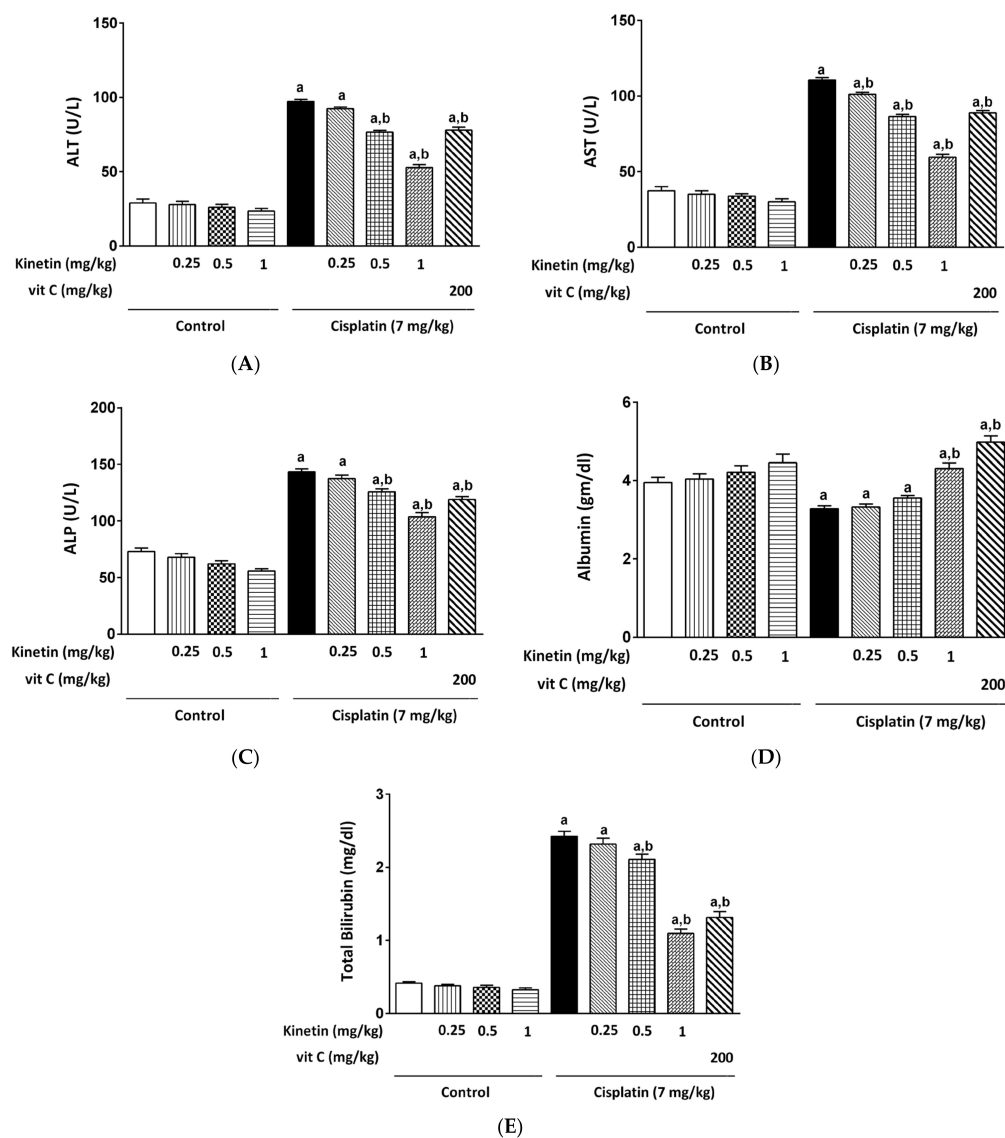 150
100
50
0
ALT (U/L)
a
a
a,b
a,b
a,b
Kinetin (mg/kg)
0.25 0.5 1 0.25 0.5 1
vit C (mg/kg)
200
Control
Cisplatin (7 mg/kg)
(A)
150
100
50
0
AST (U/L)
a
a,b
a,b
a,b
a,b
Kinetin (mg/kg)
0.25 0.5 1 0.25 0.5 1
vit C (mg/kg)
200
Control
Cisplatin (7 mg/kg)
(B)
200
150
100
50
0
ALP (U/L)
a
a
a,b
a,b
a,b
Kinetin (mg/kg)
0.25 0.5 1 0.25 0.5 1
vit C (mg/kg)
200
Control
Cisplatin (7 mg/kg)
(C)
6
4
2
0
Albumin (gm/dl)
a
a
a
a,b
a,b
Kinetin (mg/kg)
0.25 0.5 1 0.25 0.5 1
vit C (mg/kg)
200
Control
Cisplatin (7 mg/kg)
(D)
3
2
1
0
Total Bilirubin (mg/dl)
a
a
a,b
a,b
a,b
Kinetin (mg/kg)
0.25 0.5 1 0.25 0.5 1
vit C (mg/kg)
200
Control
Cisplatin (7 mg/kg)
(E)